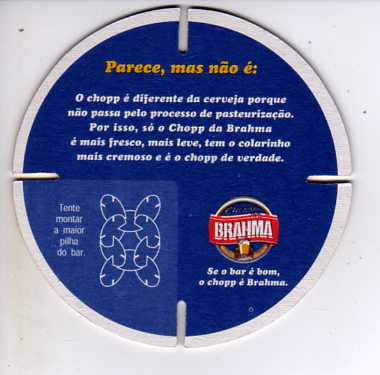 Parece, mas não é:
O chopp é diferente da cerveja porque
não passa pelo processo de pasteurização.
Por isso, só o Chopp da Brahma
é mais fresco, mais leve, tem o colarinho
mais cremoso e é o chopp de verdade.
Tente
montar
a maior
pilha
do bar.
Chopp
BRAHMA
Se o bar é bom,
o chopp é Brahma.